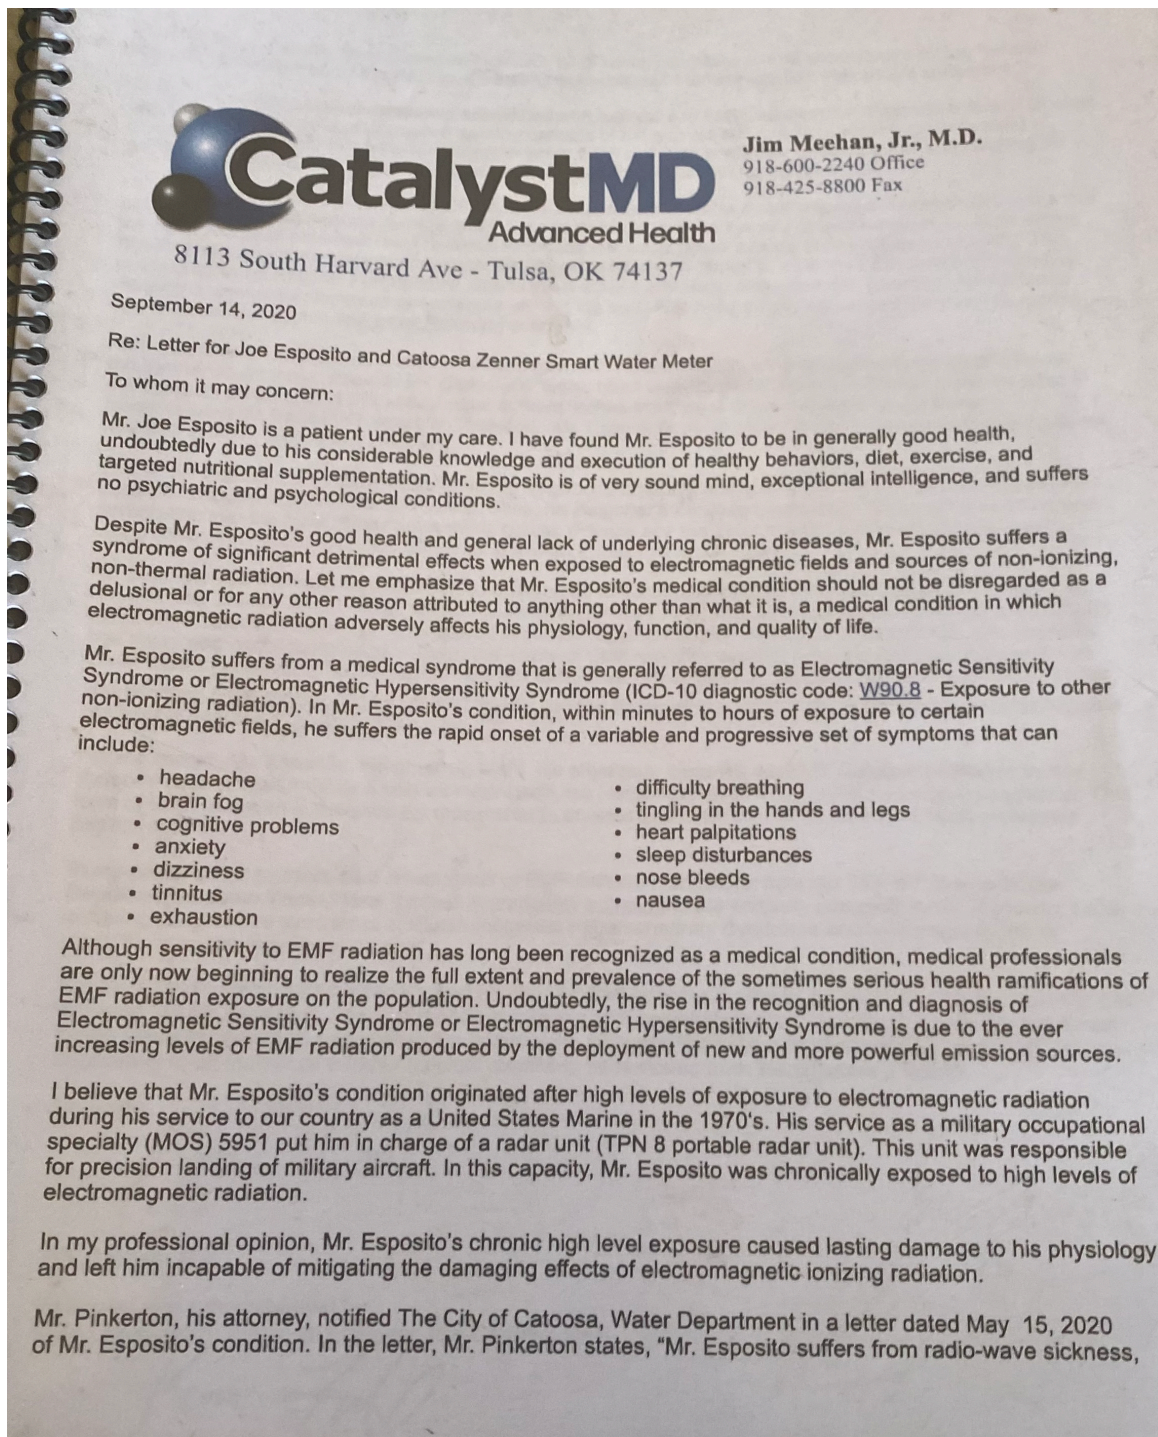 CatalystMD
Advanced Health
8113 South Harvard Ave - Tulsa, OK 74137
Jim Meehan, Jr., M.D.
918-600-2240 Office
918-425-8800 Fax
September 14, 2020
Re: Letter for Joe Esposito and Catoosa Zenner Smart Water Meter
To whom it may concern:
Mr. Joe Esposito is a patient under my care. I have found Mr. Esposito to be in generally good health,
undoubtedly due to his considerable knowledge and execution of healthy behaviors, diet, exercise, and
targeted nutritional supplementation. Mr. Esposito is of very sound mind, exceptional intelligence, and suffers
no psychiatric and psychological conditions.
Despite Mr. Esposito's good health and general lack of underlying chronic diseases, Mr. Esposito suffers a
syndrome of significant detrimental effects when exposed to electromagnetic fields and sources of non-ionizing,
non-thermal radiation. Let me emphasize that Mr. Esposito's medical condition should not be disregarded as a
delusional or for any other reason attributed to anything other than what it is, a medical condition in which
electromagnetic radiation adversely affects his physiology, function, and quality of life.
Mr. Esposito suffers from a medical syndrome that is generally referred to as Electromagnetic Sensitivity
Syndrome or Electromagnetic Hypersensitivity Syndrome (ICD-10 diagnostic code: W90.8 - Exposure to other
non-ionizing radiation). In Mr. Esposito's condition, within minutes to hours of exposure to certain
electromagnetic fields, he suffers the rapid onset of a variable and progressive set of symptoms that can
include:
• headache
• brain fog
• cognitive problems
• anxiety
• dizziness
• tinnitus
• exhaustion
• difficulty breathing
• tingling in the hands and legs
• heart palpitations
• sleep disturbances
• nose bleeds
• nausea
Although sensitivity to EMF radiation has long been recognized as a medical condition, medical professionals
are only now beginning to realize the full extent and prevalence of the sometimes serious health ramifications of
EMF radiation exposure on the population. Undoubtedly, the rise in the recognition and diagnosis of
Electromagnetic Sensitivity Syndrome or Electromagnetic Hypersensitivity Syndrome is due to the ever
increasing levels of EMF radiation produced by the deployment of new and more powerful emission sources.
I believe that Mr. Esposito's condition originated after high levels of exposure to electromagnetic radiation
during his service to our country as a United States Marine in the 1970's. His service as a military occupational
specialty (MOS) 5951 put him in charge of a radar unit (TPN 8 portable radar unit). This unit was responsible
for precision landing of military aircraft. In this capacity, Mr. Esposito was chronically exposed to high levels of
electromagnetic radiation.
In my professional opinion, Mr. Esposito's chronic high level exposure caused lasting damage to his physiology
and left him incapable of mitigating the damaging effects of electromagnetic ionizing radiation.
Mr. Pinkerton, his attorney, notified The City of Catoosa, Water Department in a letter dated May 15, 2020
of Mr. Esposito's condition. In the letter, Mr. Pinkerton states, "Mr. Esposito suffers from radio-wave sickness,